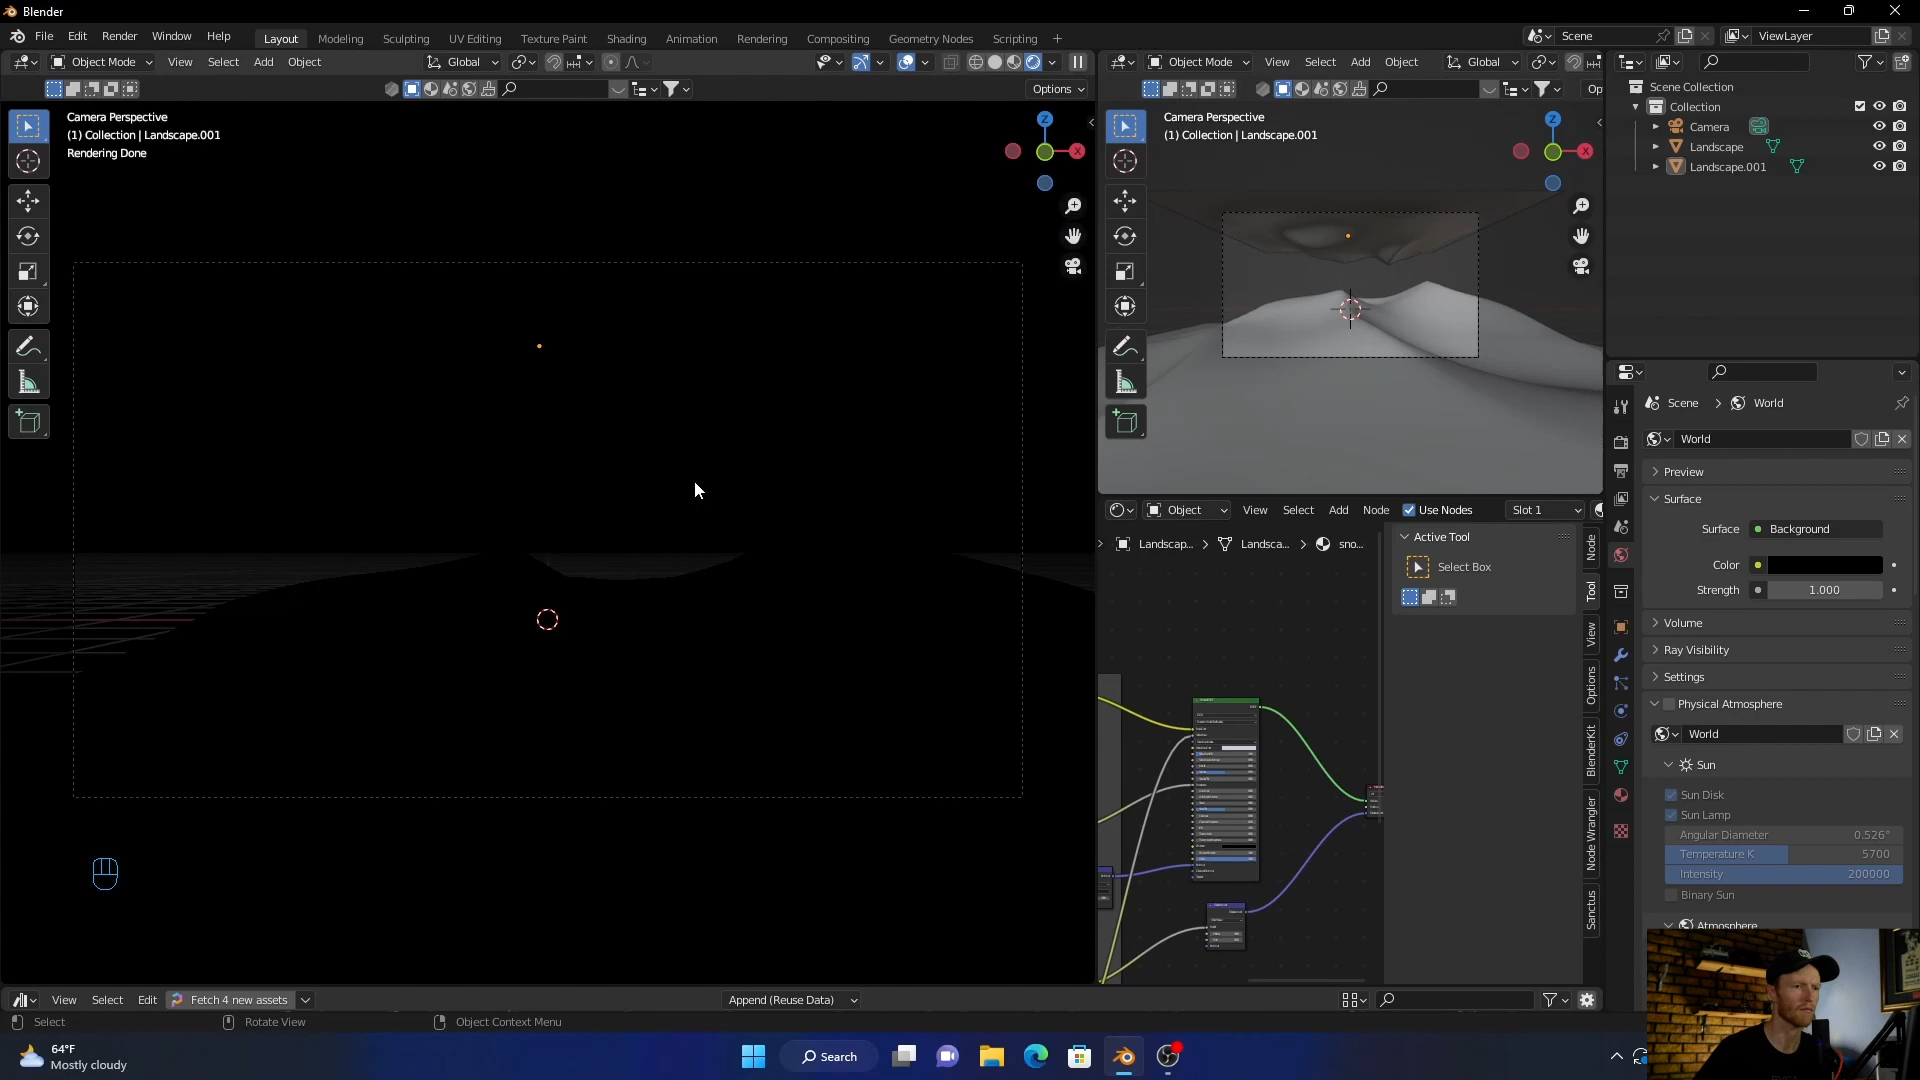 Blender
File Edit Render Window Help
Layout Modeling Sculpting UV Editing Texture Paint Shading Animation Rendering Compositing Geometry Nodes Scripting +
Scene
ViewLayer
Object Mode View Select Add Object
Global
Object Mode View Select Add Object
Global
Options
Op
Camera Perspective
(1) Collection | Landscape.001
Rendering Done
Z
X
Camera Perspective
(1) Collection | Landscape.001
Z
X
Scene Collection
Collection
Camera
Landscape
Landscape.001
Scene > World
World
Preview
Surface
Surface Background
Color
Strength 1.000
Volume
Ray Visibility
Settings
Physical Atmosphere
World
Sun
Sun Disk
Sun Lamp
Angular Diameter 0.526°
Temperature K 5700
Intensity 200000
Binary Sun
Atmosphere
Object View Select Add Node Use Nodes Slot 1
Landscap... > Landsca... > sno...
Active Tool
Select Box
Node
Tool
View
Options
BlenderKit
Node Wrangler
Sanctus
View Select Edit Fetch 4 new assets
Append (Reuse Data)
Select Rotate View Object Context Menu
64°F
Mostly cloudy
Search